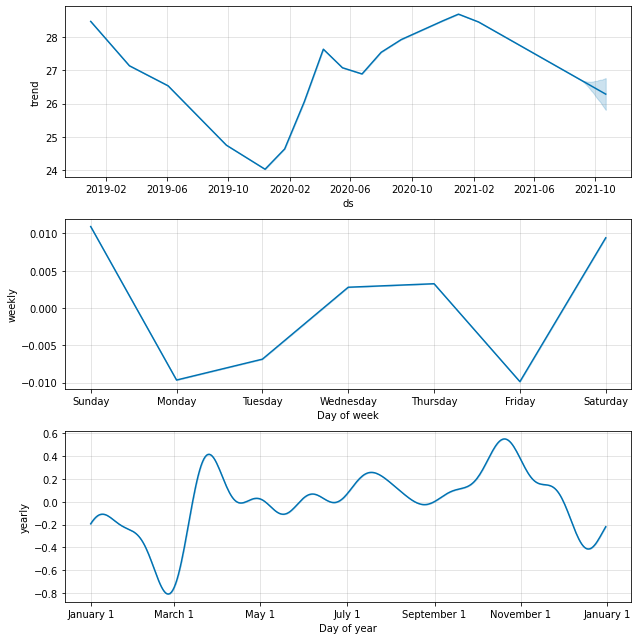 28
27
26
25
24
trend
2019-02 2019-06 2019-10 2020-02 2020-06 2020-10 2021-02 2021-06 2021-10
ds
0.010
0.005
0.000
−0.005
−0.010
weekly
Sunday Monday Tuesday Wednesday Thursday Friday Saturday
Day of week
0.6
0.4
0.2
0.0
−0.2
−0.4
−0.6
−0.8
yearly
January 1 March 1 May 1 July 1 September 1 November 1 January 1
Day of year